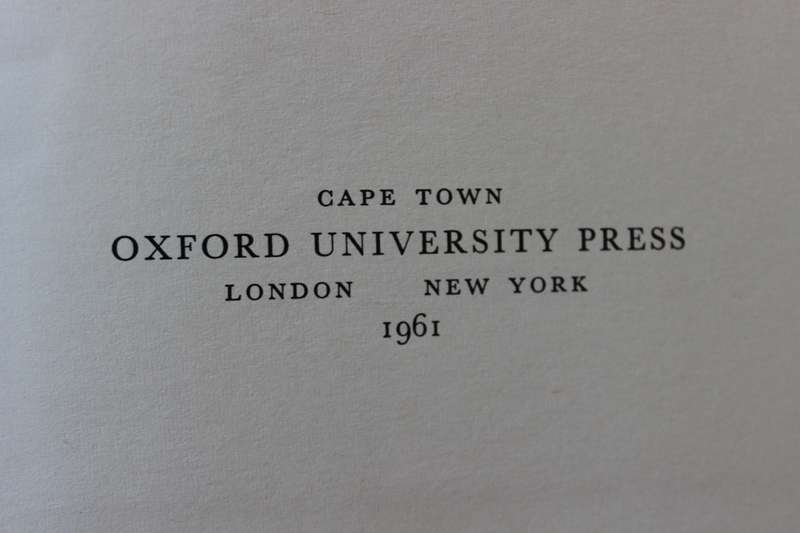 CAPE TOWN
OXFORD UNIVERSITY PRESS
LONDON NEW YORK
1961